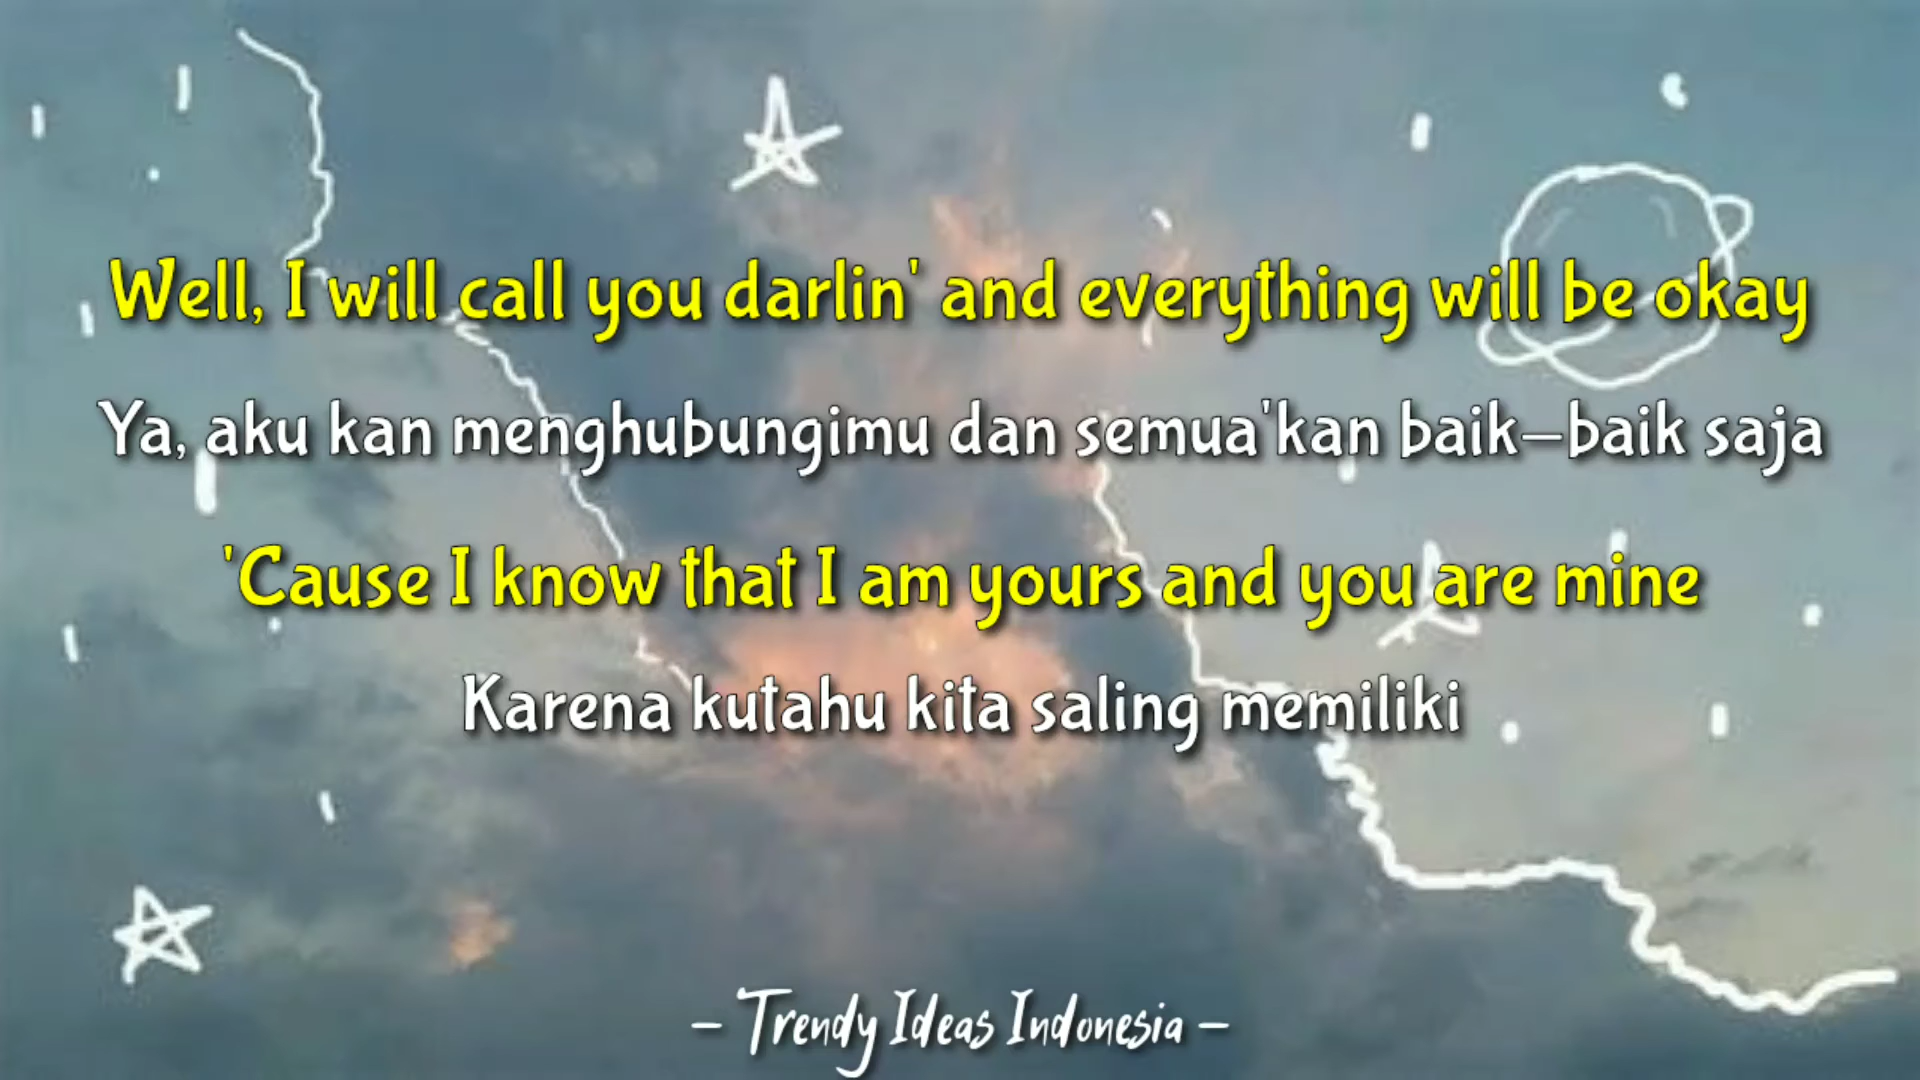 Well, I will call you darlin' and everything will be okay
Ya, aku kan menghubungimu dan semua'kan baik–baik saja
'Cause I know that I am yours and you are mine
Karena kutahu kita saling memiliki
– Trendy Ideas Indonesia –